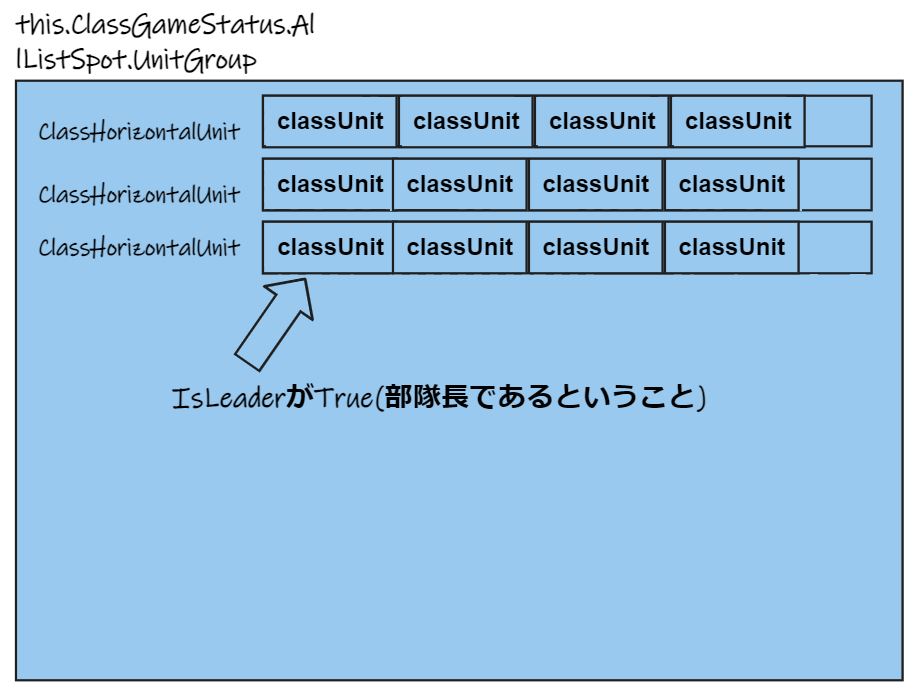 this.ClassGameStatus.Al
lListSpot.UnitGroup
ClassHorizontalUnit classUnit classUnit classUnit classUnit
ClassHorizontalUnit classUnit classUnit classUnit classUnit
ClassHorizontalUnit classUnit classUnit classUnit classUnit
IsLeaderがTrue(部隊長であるということ)